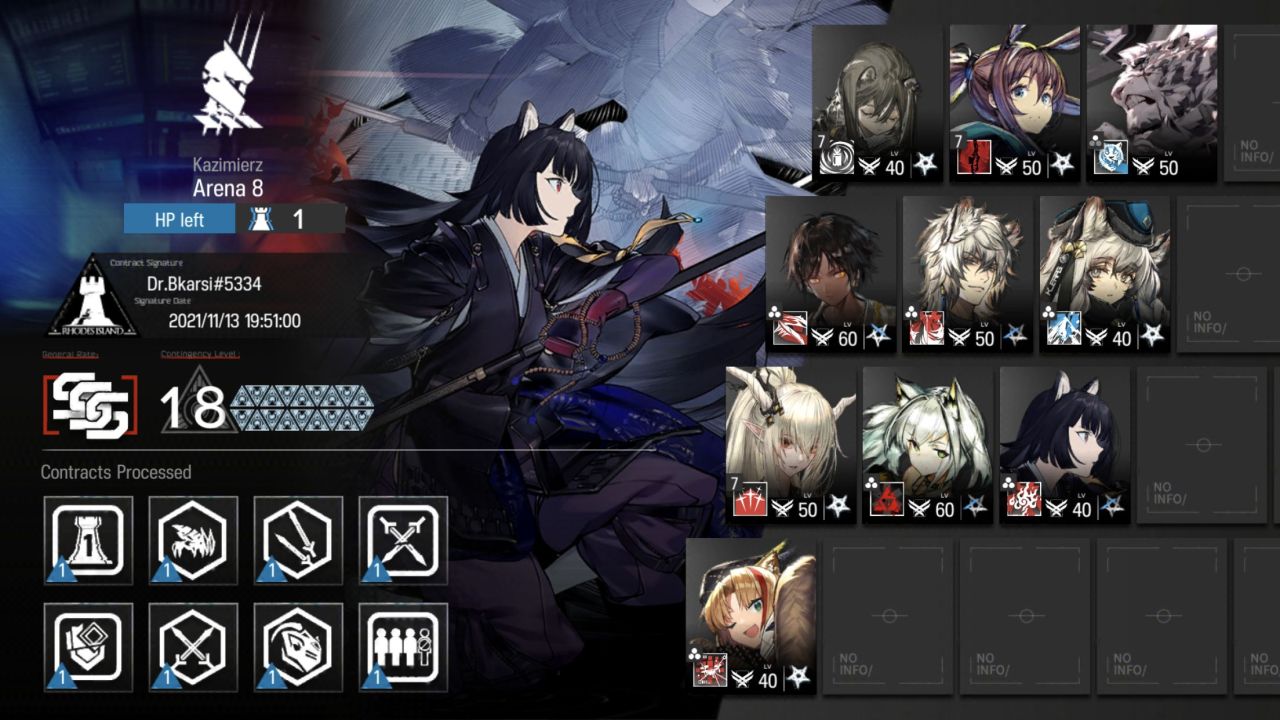 Kazimierz
Arena 8
HP left
1
Contract Signature
Dr.Bkarsi#5334
Signature Date
2021/11/13 19:51:00
RHODES ISLAND
General Rate:
Contingency Level:
18
Contracts Processed
1
1
1
1
1
1
1
1
1
7 LV 40
7 LV 50
LV 50
NO INFO/
LV 60
LV 50
LV 40
NO INFO/
7 LV 50
LV 60
LV 40
NO INFO/
LV 40
NO INFO/
NO INFO/
NO INFO/
NO INFO